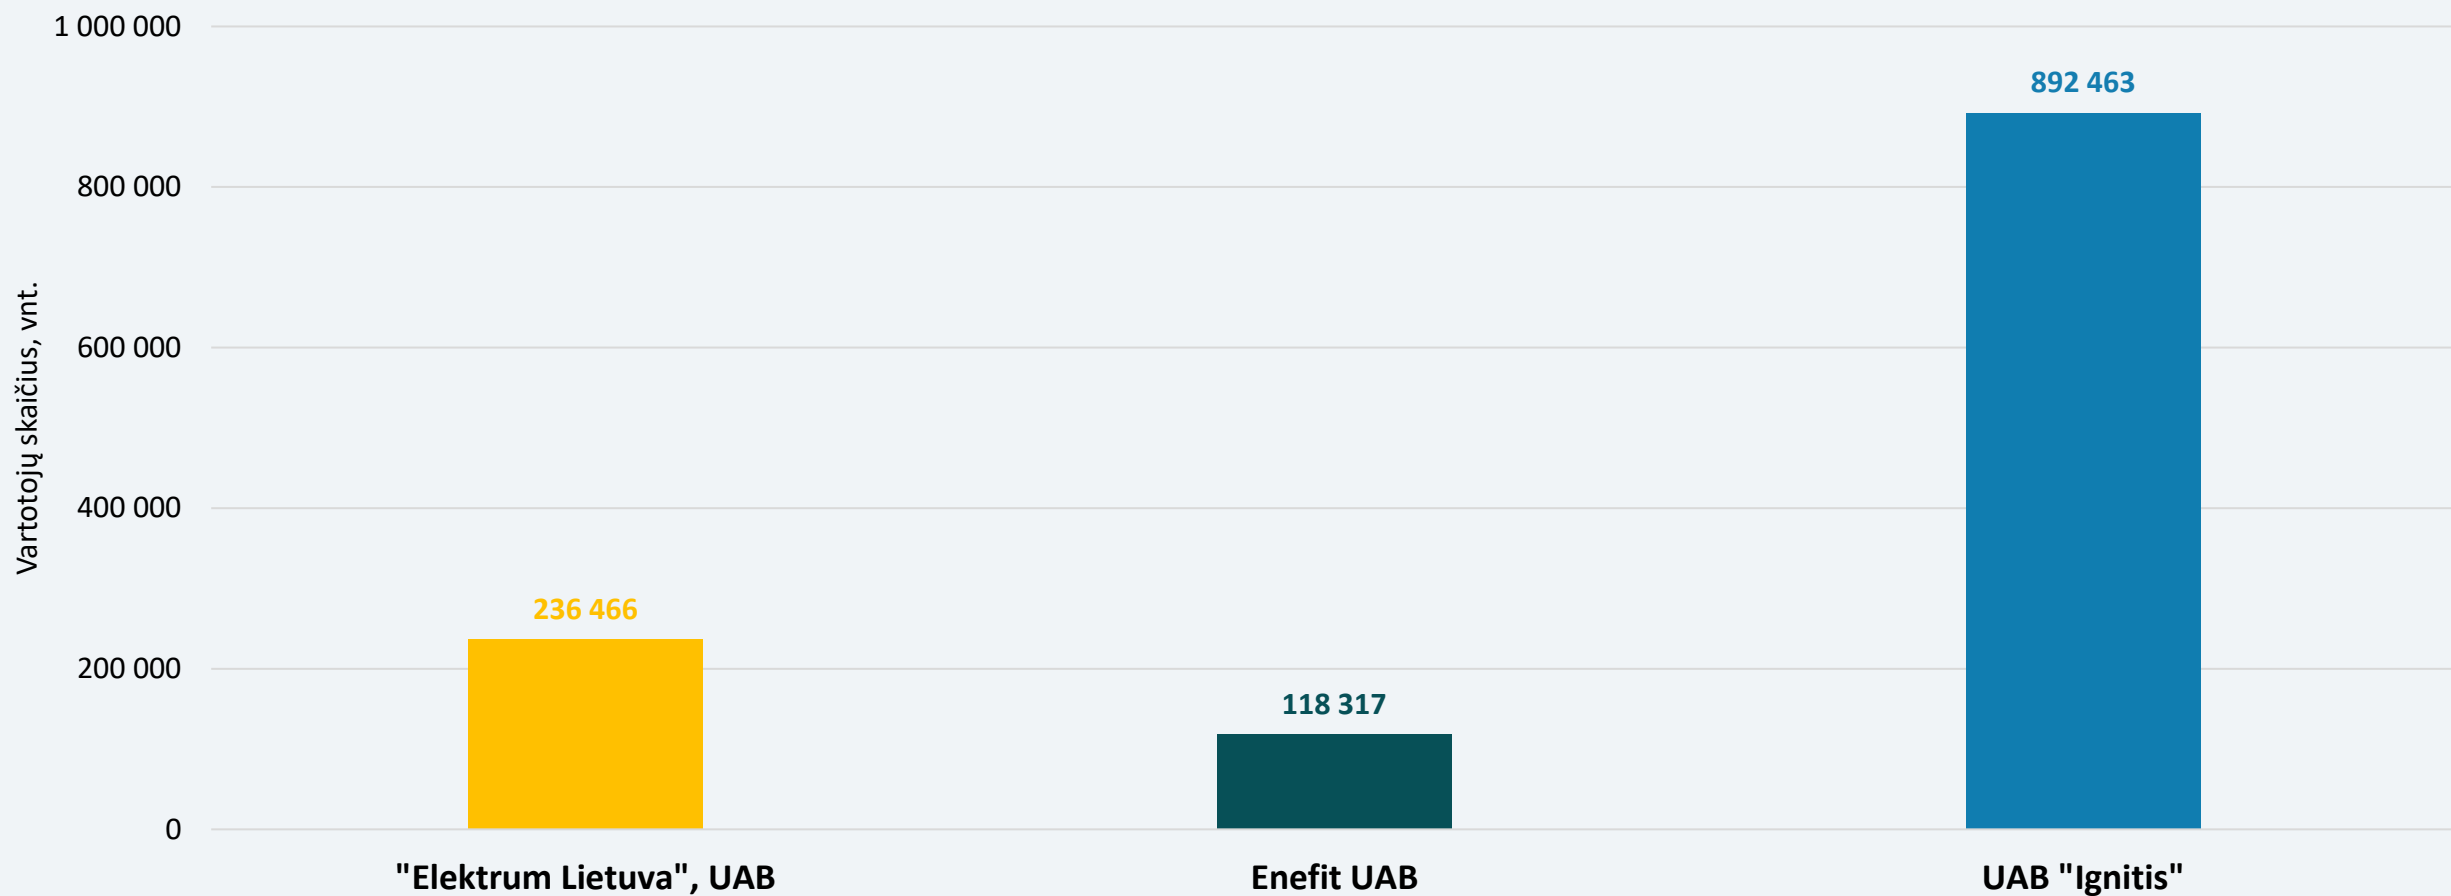 1 000 000
892 463
800 000
600 000
Vartotojų skaičius, vnt.
400 000
236 466
200 000
118 317
0
"Elektrum Lietuva", UAB
Enefit UAB
UAB "Ignitis"